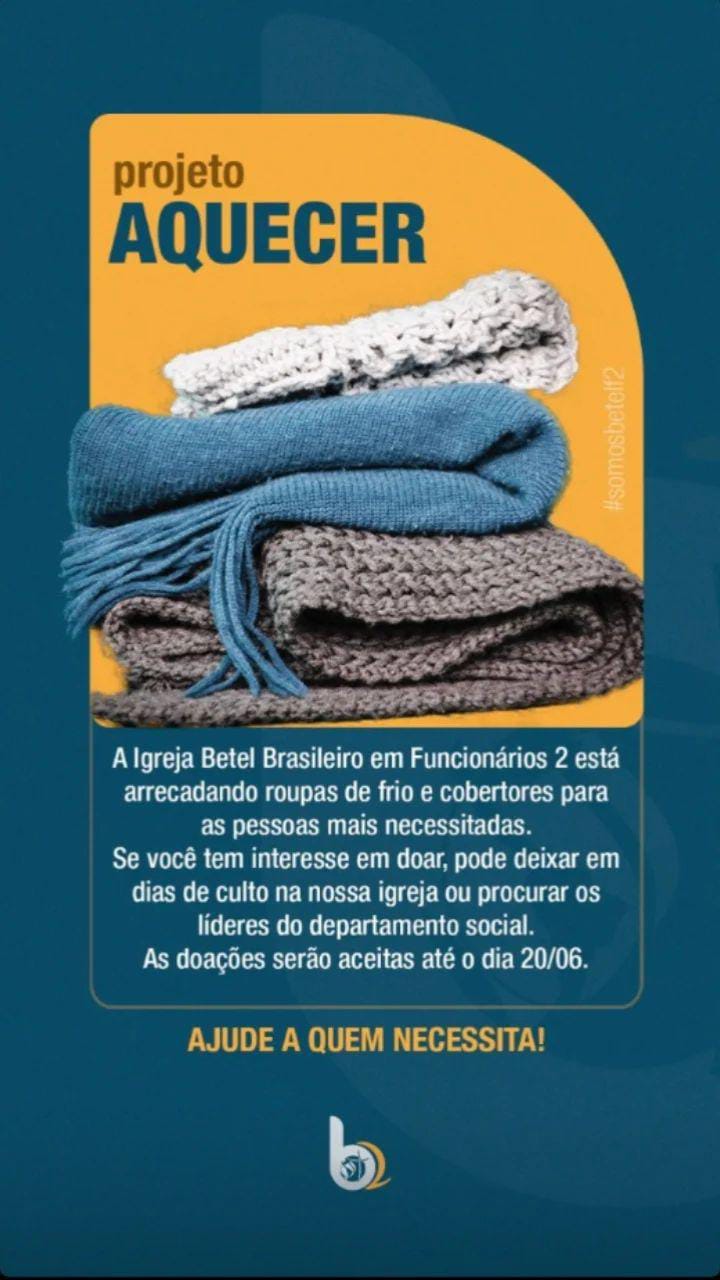 projeto
AQUECER
#somosbetelf2
A Igreja Betel Brasileiro em Funcionários 2 está
arrecadando roupas de frio e cobertores para
as pessoas mais necessitadas.
Se você tem interesse em doar, pode deixar em
dias de culto na nossa igreja ou procurar os
líderes do departamento social.
As doações serão aceitas até o dia 20/06.
AJUDE A QUEM NECESSITA!
b2